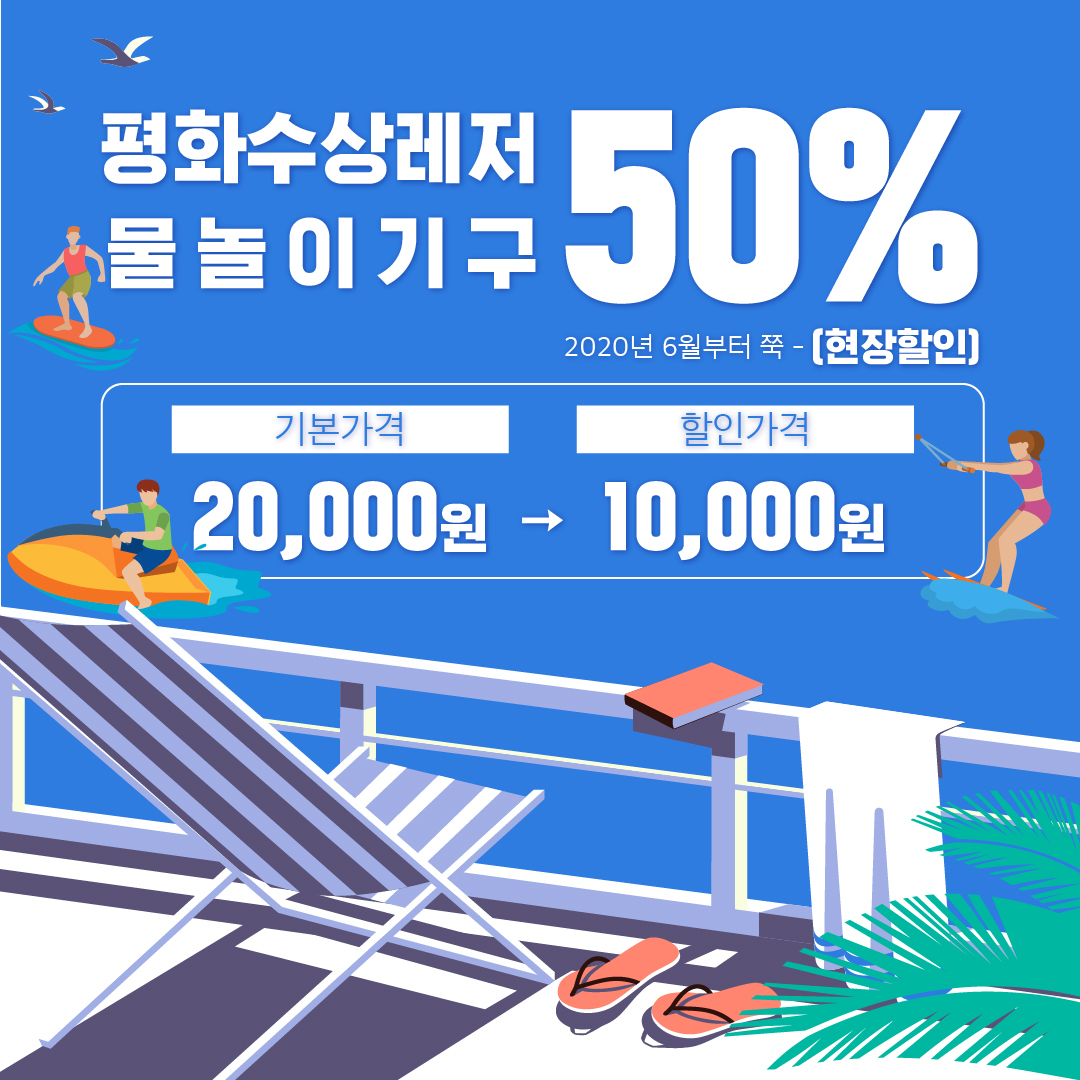 평화수상레저
물놀이기구
50%
2020년 6월부터 쭉 - (현장할인)
기본가격
할인가격
20,000원 → 10,000원